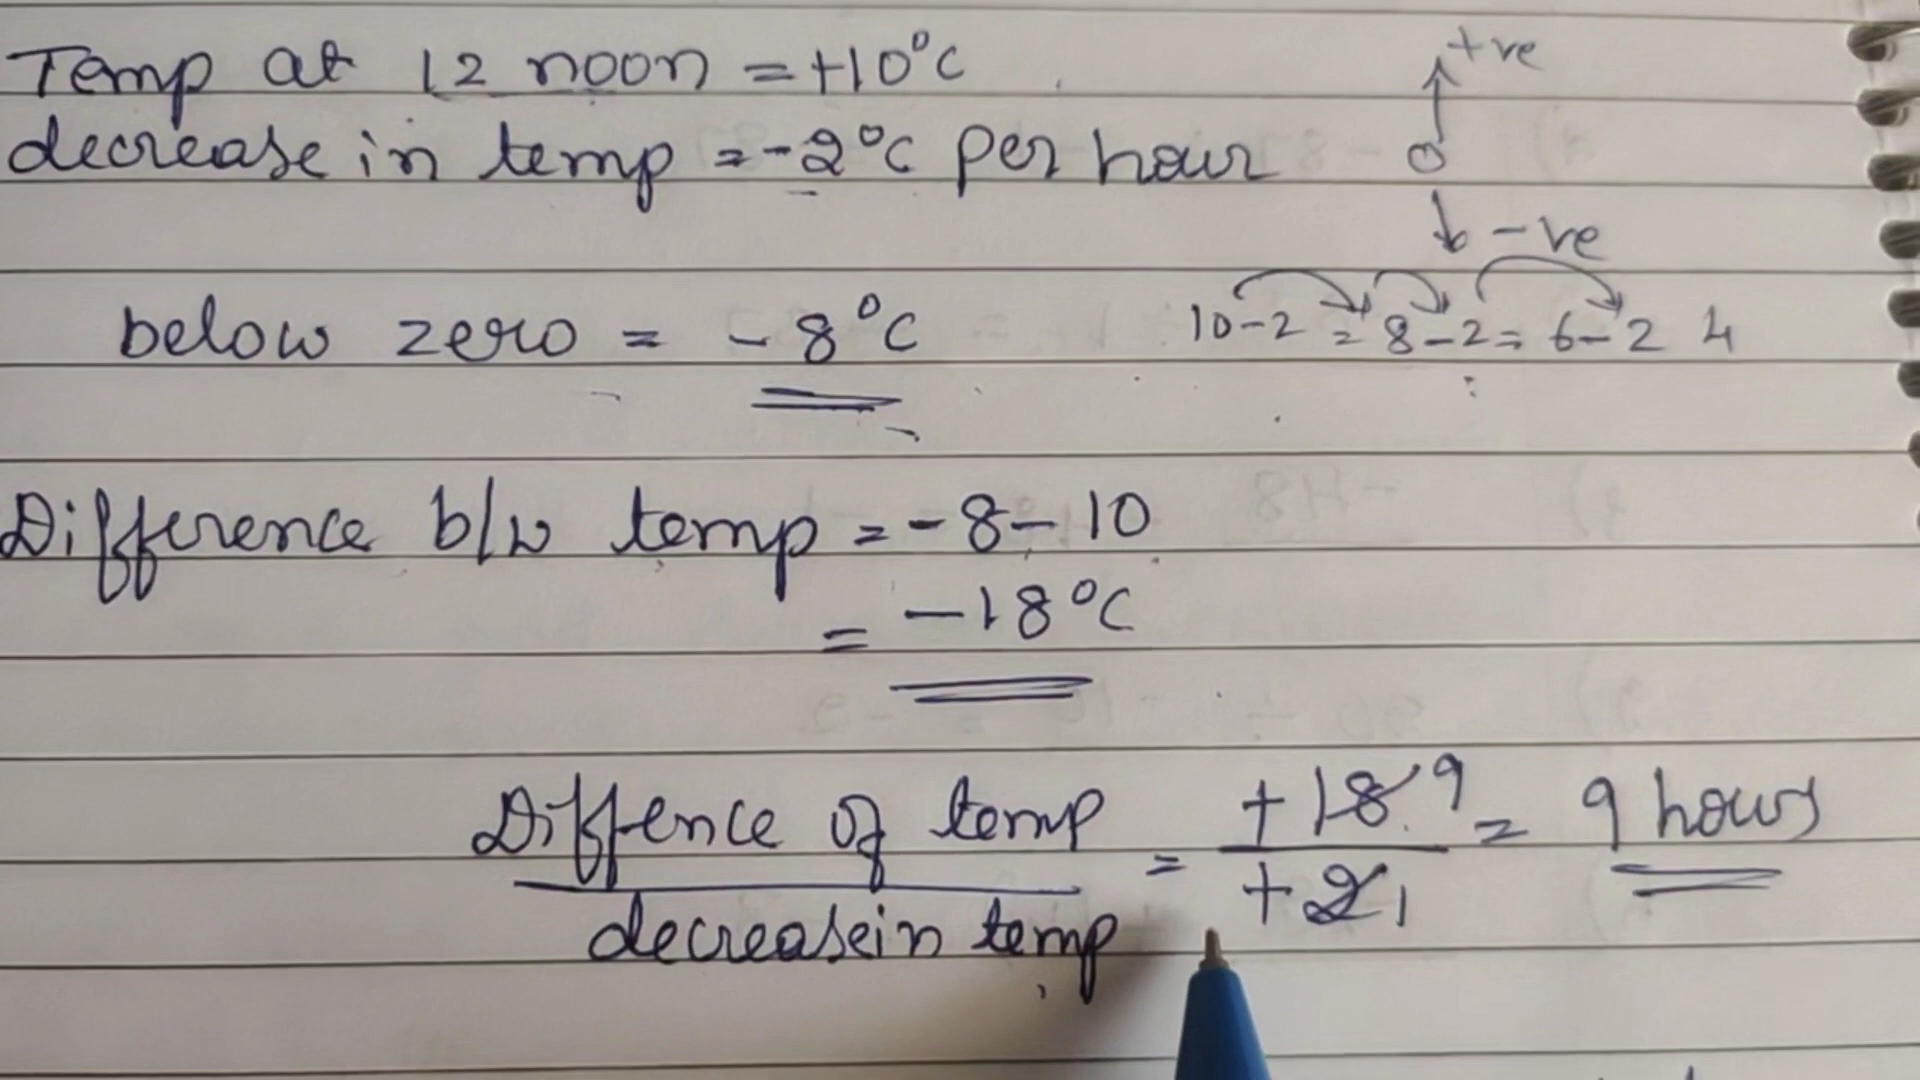 Temp at 12 noon = +10°C
decrease in temp = -2°C per hour
+ve
0
-ve
below zero = -8°C
10-2 = 8-2 = 6-2 4
Difference b/w temp = -8-10
= -18°C
Diffence of temp / decrease in temp = +18 9 / +2 1 = 9 hours